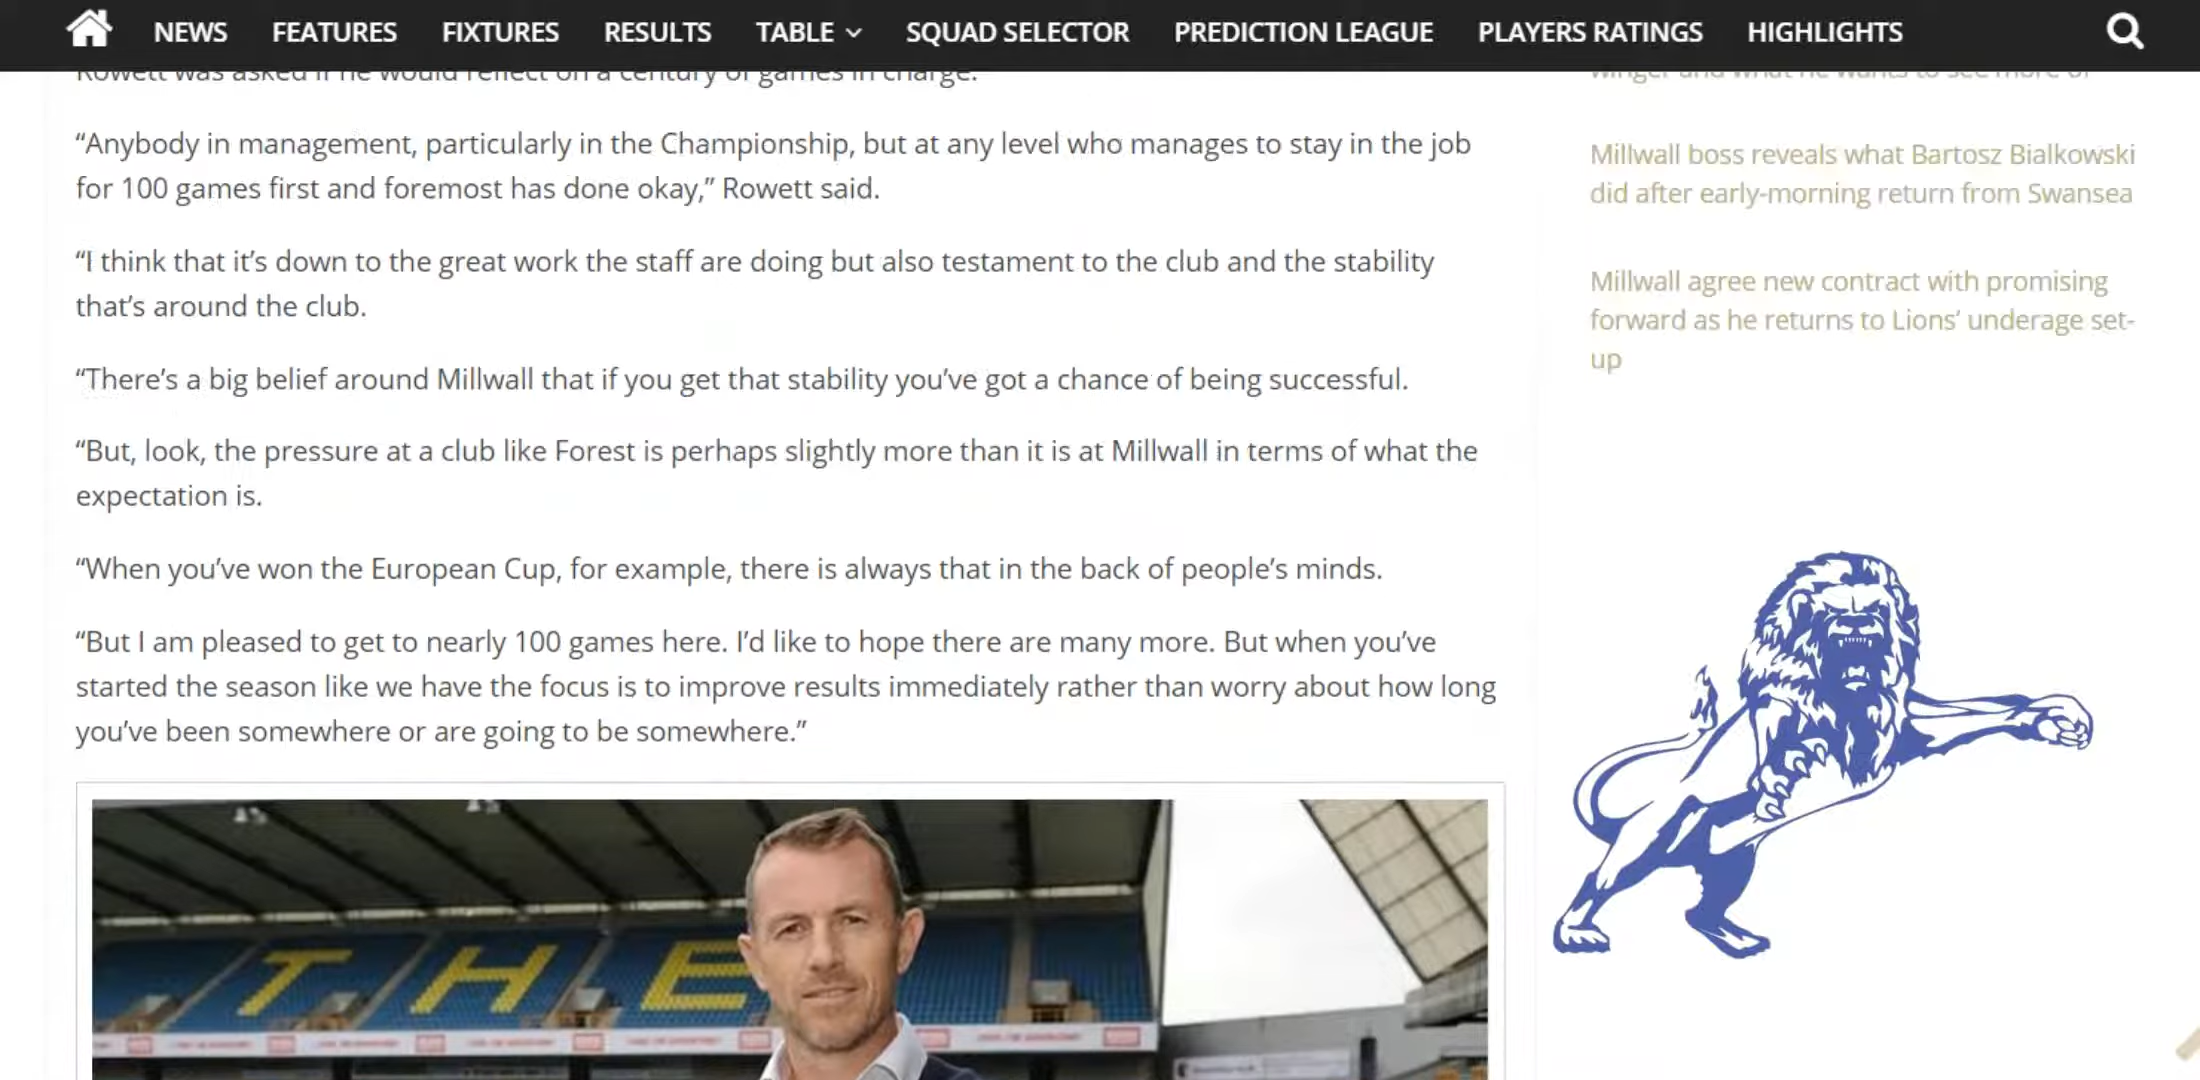 NEWS FEATURES FIXTURES RESULTS TABLE SQUAD SELECTOR PREDICTION LEAGUE PLAYERS RATINGS HIGHLIGHTS
Rowett was asked if he would reflect on a century of games in charge.
“Anybody in management, particularly in the Championship, but at any level who manages to stay in the job
for 100 games first and foremost has done okay,” Rowett said.
“I think that it’s down to the great work the staff are doing but also testament to the club and the stability
that’s around the club.
“There’s a big belief around Millwall that if you get that stability you’ve got a chance of being successful.
“But, look, the pressure at a club like Forest is perhaps slightly more than it is at Millwall in terms of what the
expectation is.
“When you’ve won the European Cup, for example, there is always that in the back of people’s minds.
“But I am pleased to get to nearly 100 games here. I’d like to hope there are many more. But when you’ve
started the season like we have the focus is to improve results immediately rather than worry about how long
you’ve been somewhere or are going to be somewhere.”
THE
winger and what he wants to see more of
Millwall boss reveals what Bartosz Bialkowski
did after early-morning return from Swansea
Millwall agree new contract with promising
forward as he returns to Lions’ underage set-
up